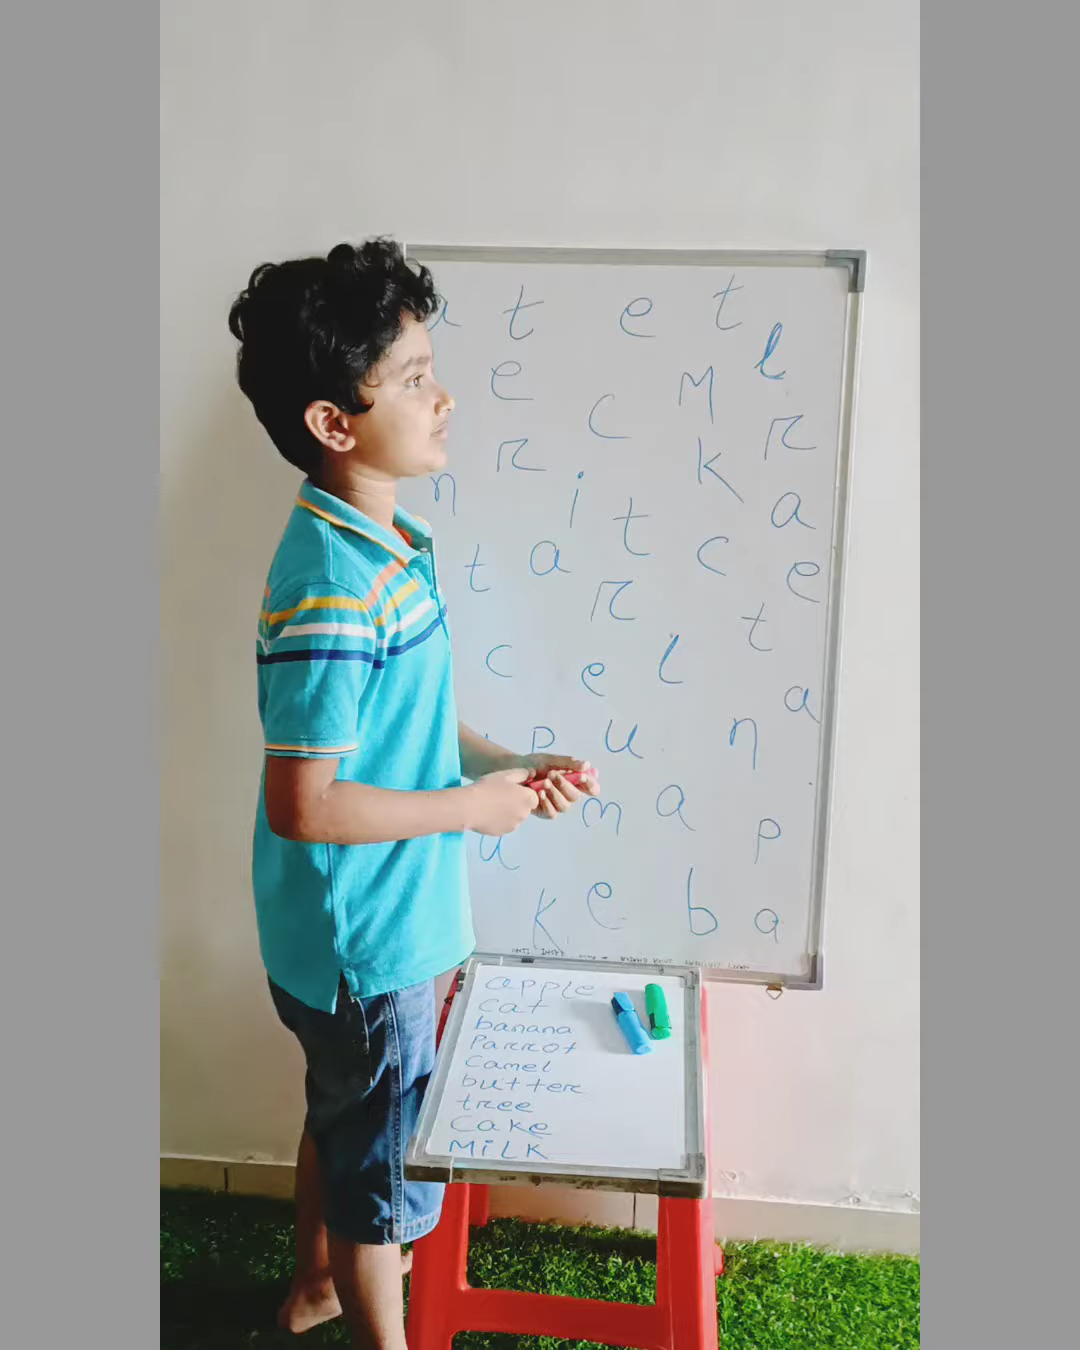 a t e t
l
e M
c r
r k
n i a
t a t c e
r t
c e l
a
p u n
m a p
a
k e b a
apple
cat
banana
Parrot
camel
butter
tree
Cake
MiLK